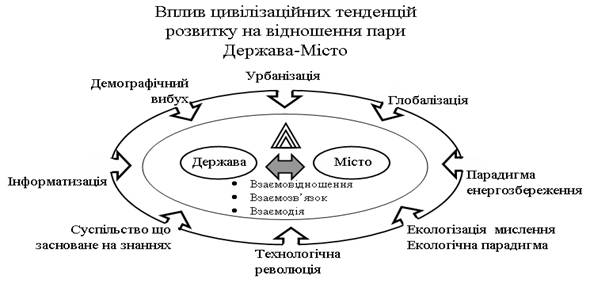 Вплив цивілізаційних тенденцій
розвитку на відношення пари
Держава-Місто
Урбанізація
Демографічний
вибух
Глобалізація
Держава
Місто
Інформатизація
Взаємовідношення
Взаємозв’язок
Взаємодія
Парадигма
енергозбереження
Суспільство що
засноване на знаннях
Екологізація мислення
Екологічна парадигма
Технологічна
революція